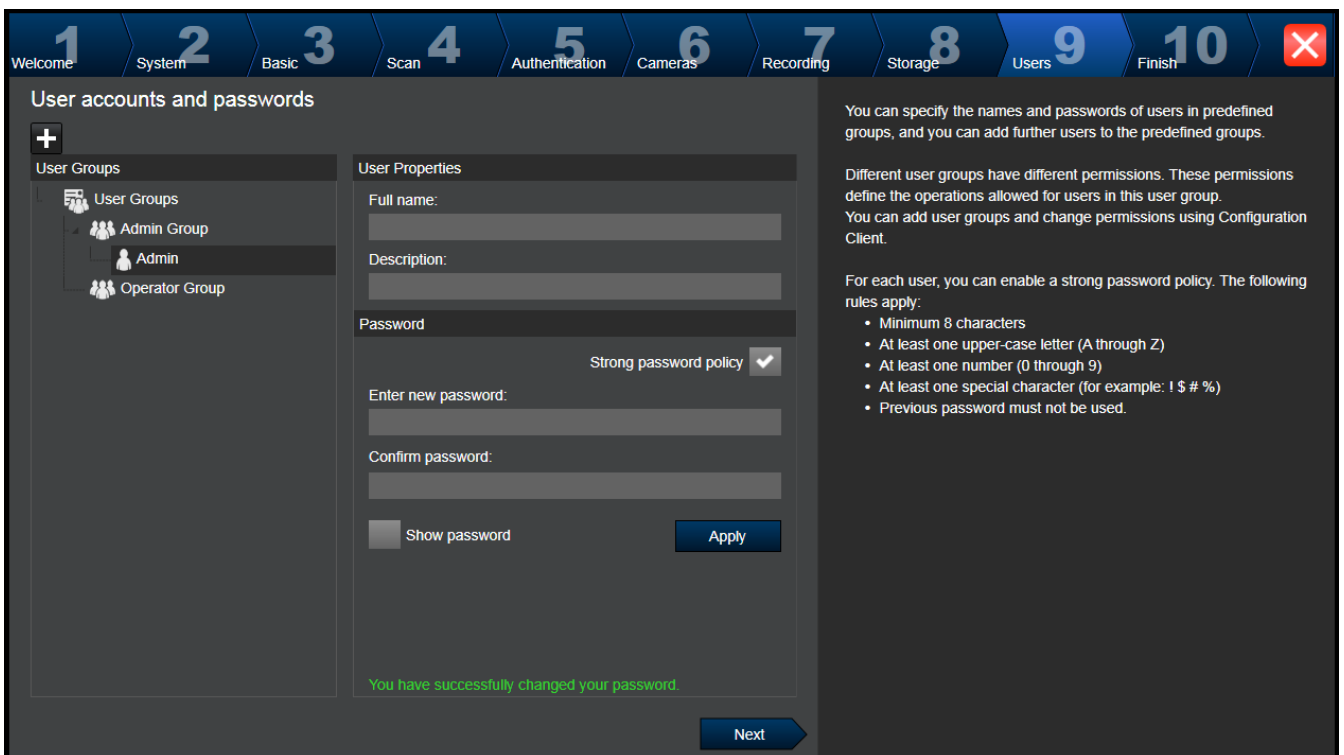 1 2 3 4 5 6 7 8 9 10
Welcome System Basic Scan Authentication Cameras Recording Storage Users Finish
User accounts and passwords
User Groups
User Groups
Admin Group
Admin
Operator Group
User Properties
Full name:
Description:
Password
Strong password policy
Enter new password:
Confirm password:
Show password
Apply
You have successfully changed your password.
Next
You can specify the names and passwords of users in predefined
groups, and you can add further users to the predefined groups.
Different user groups have different permissions. These permissions
define the operations allowed for users in this user group.
You can add user groups and change permissions using Configuration
Client.
For each user, you can enable a strong password policy. The following
rules apply:
• Minimum 8 characters
• At least one upper-case letter (A through Z)
• At least one number (0 through 9)
• At least one special character (for example: ! $ # %)
• Previous password must not be used.